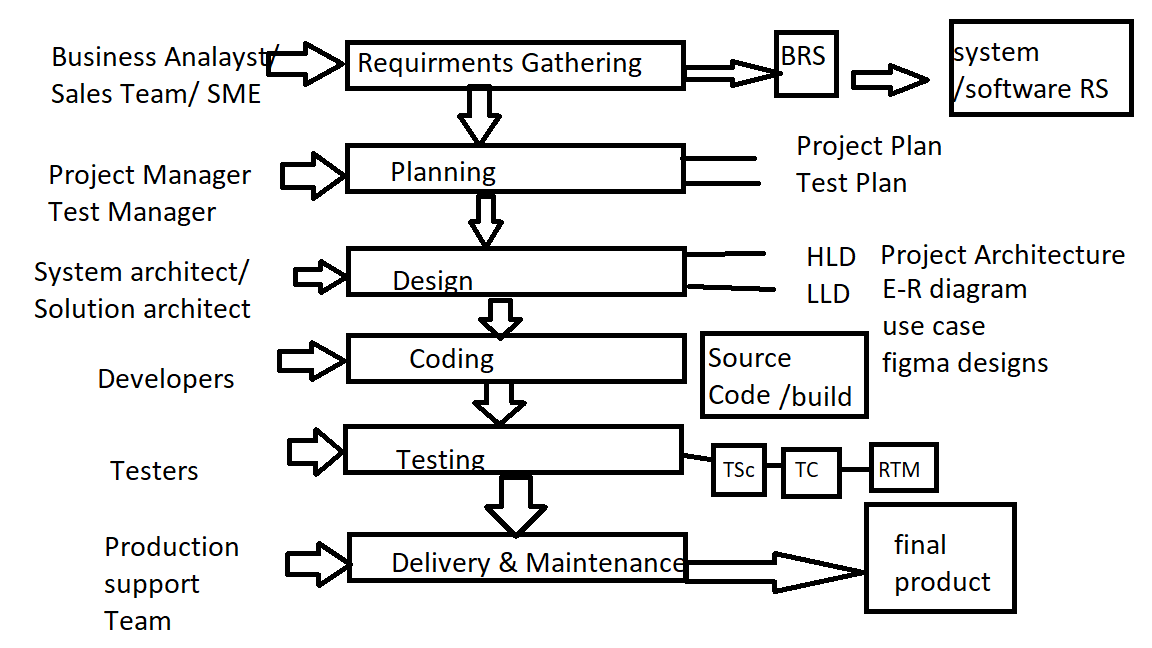 Business Analyst/
Sales Team/ SME
Requirments Gathering
BRS
system
/software RS
Project Manager
Test Manager
Planning
Project Plan
Test Plan
System architect/
Solution architect
Design
HLD
LLD
Project Architecture
E-R diagram
use case
figma designs
Developers
Coding
Source
Code /build
Testers
Testing
TSc
TC
RTM
Production
support
Team
Delivery & Maintenance
final
product